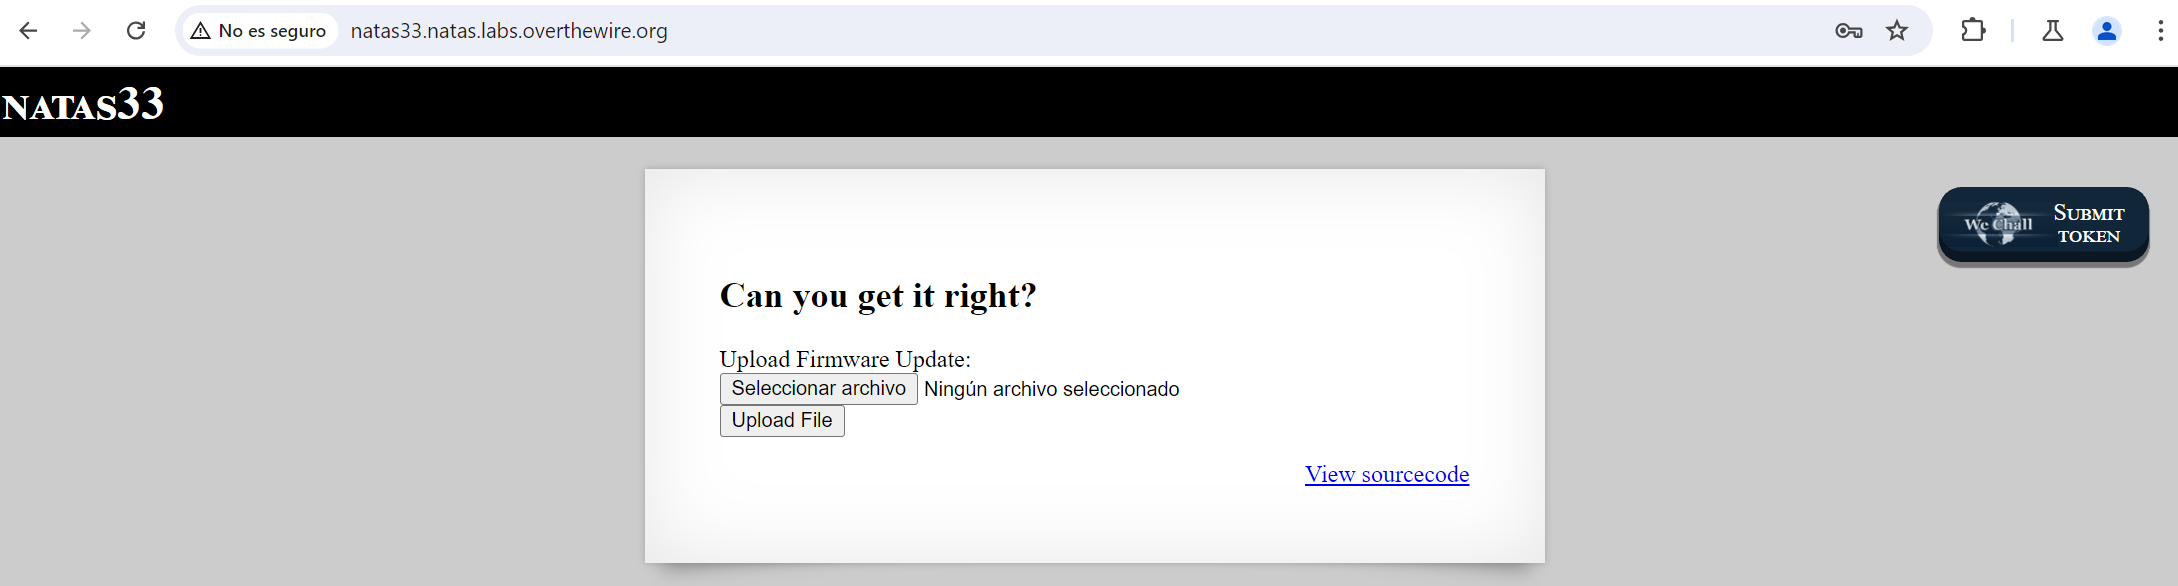 No es seguro natas33.natas.labs.overthewire.org
NATAS33
Can you get it right?
We Chall
SUBMIT
TOKEN
Upload Firmware Update:
Seleccionar archivo Ningún archivo seleccionado
Upload File
View sourcecode